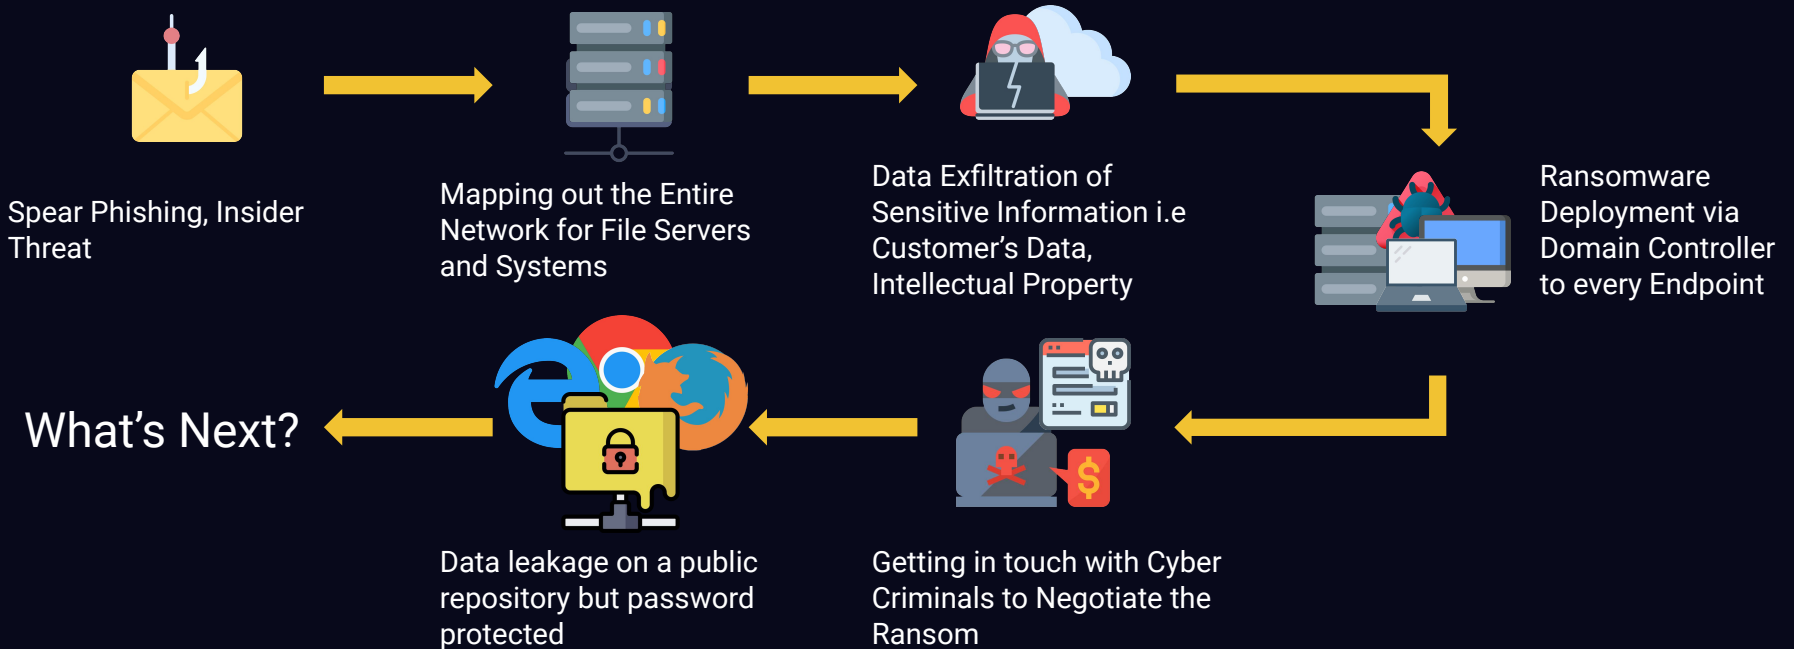 Spear Phishing, Insider
Threat
Mapping out the Entire
Network for File Servers
and Systems
Data Exfiltration of
Sensitive Information i.e
Customer’s Data,
Intellectual Property
Ransomware
Deployment via
Domain Controller
to every Endpoint
$
Getting in touch with Cyber
Criminals to Negotiate the
Ransom
Data leakage on a public
repository but password
protected
What’s Next?